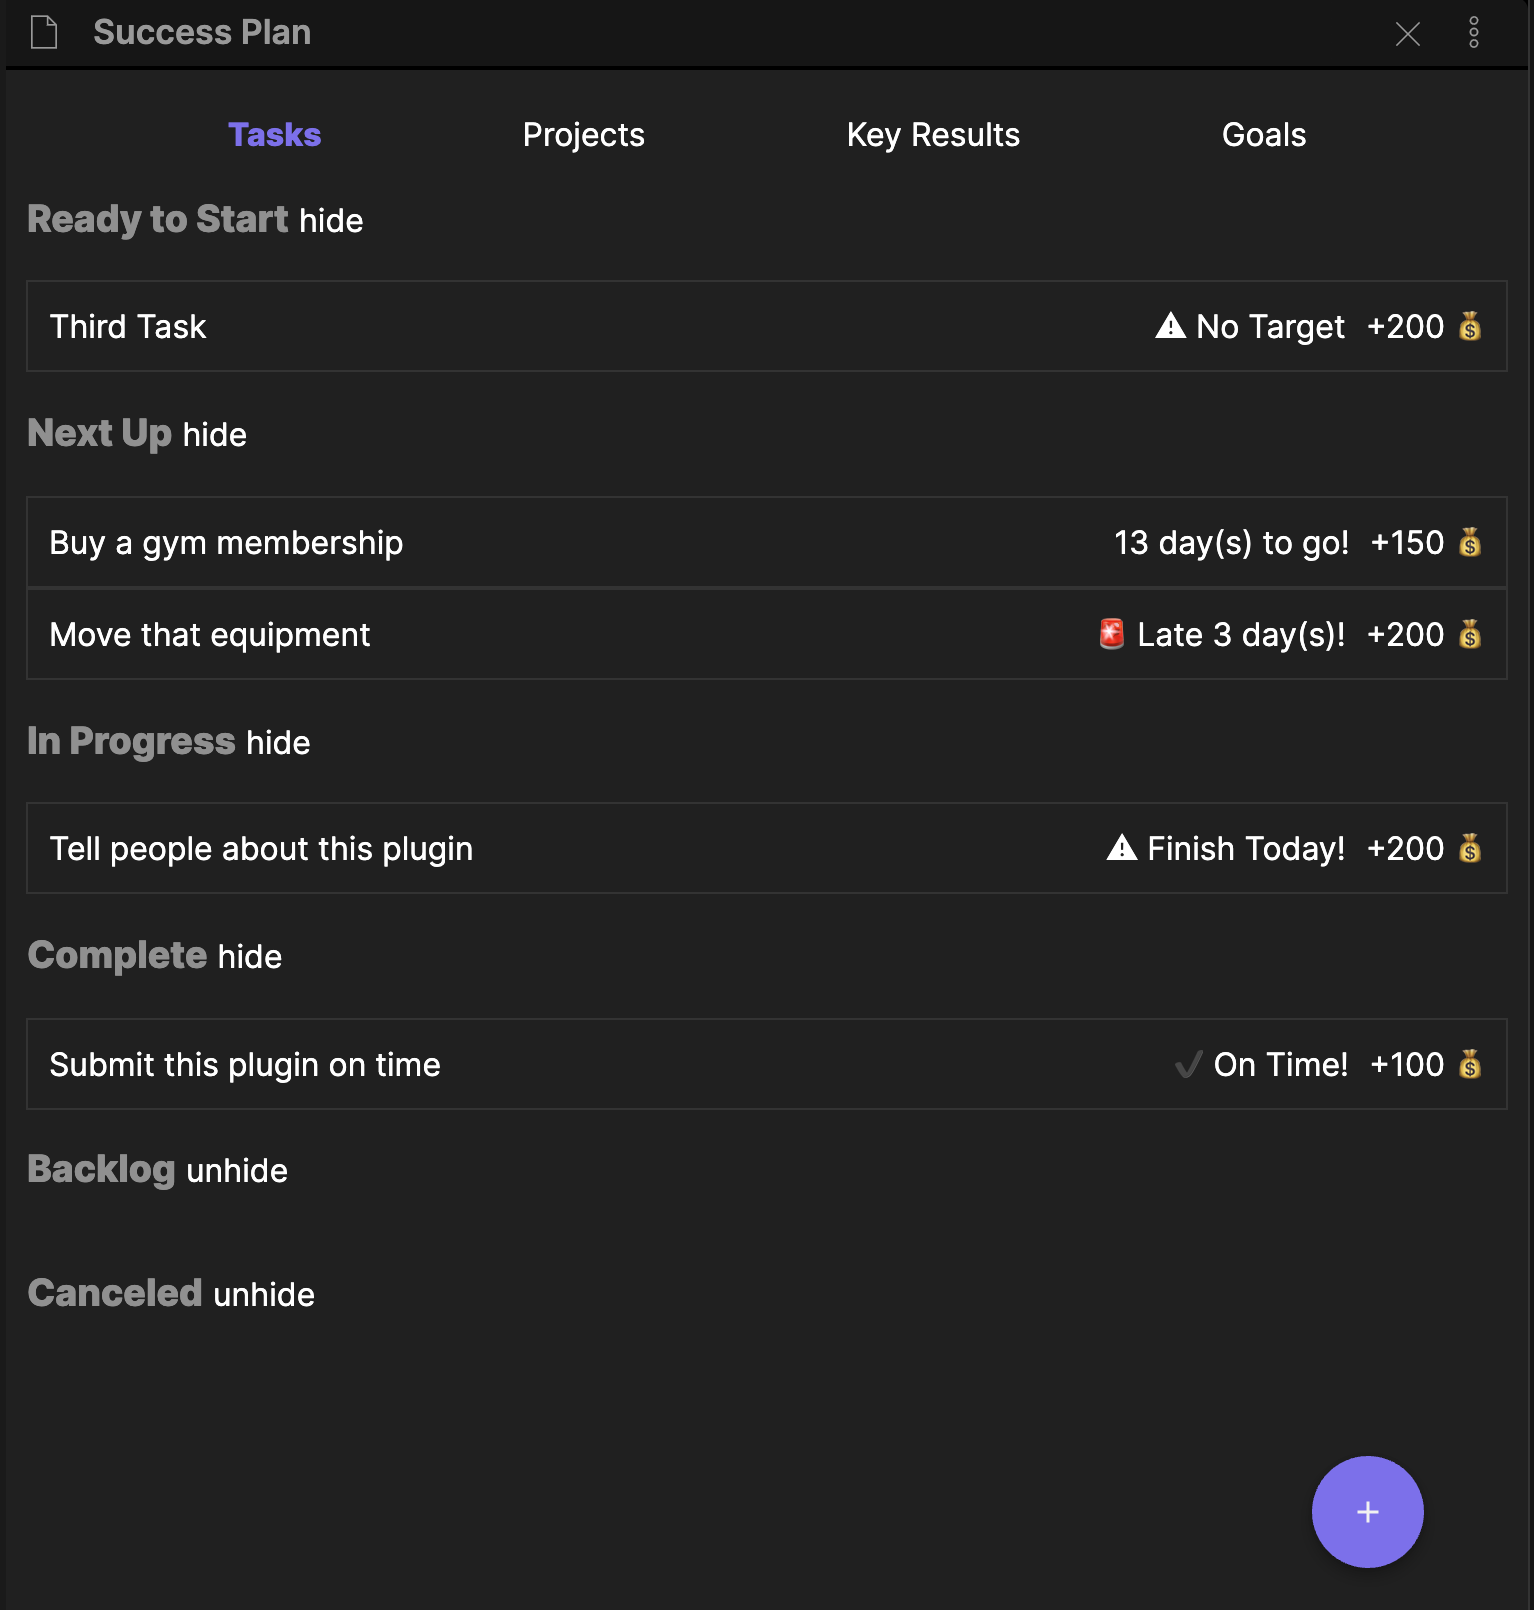 Success Plan
Tasks Projects Key Results Goals
Ready to Start hide
Third Task ⚠ No Target +200 💰
Next Up hide
Buy a gym membership 13 day(s) to go! +150 💰
Move that equipment 🚨 Late 3 day(s)! +200 💰
In Progress hide
Tell people about this plugin ⚠ Finish Today! +200 💰
Complete hide
Submit this plugin on time ✔ On Time! +100 💰
Backlog unhide
Canceled unhide
+